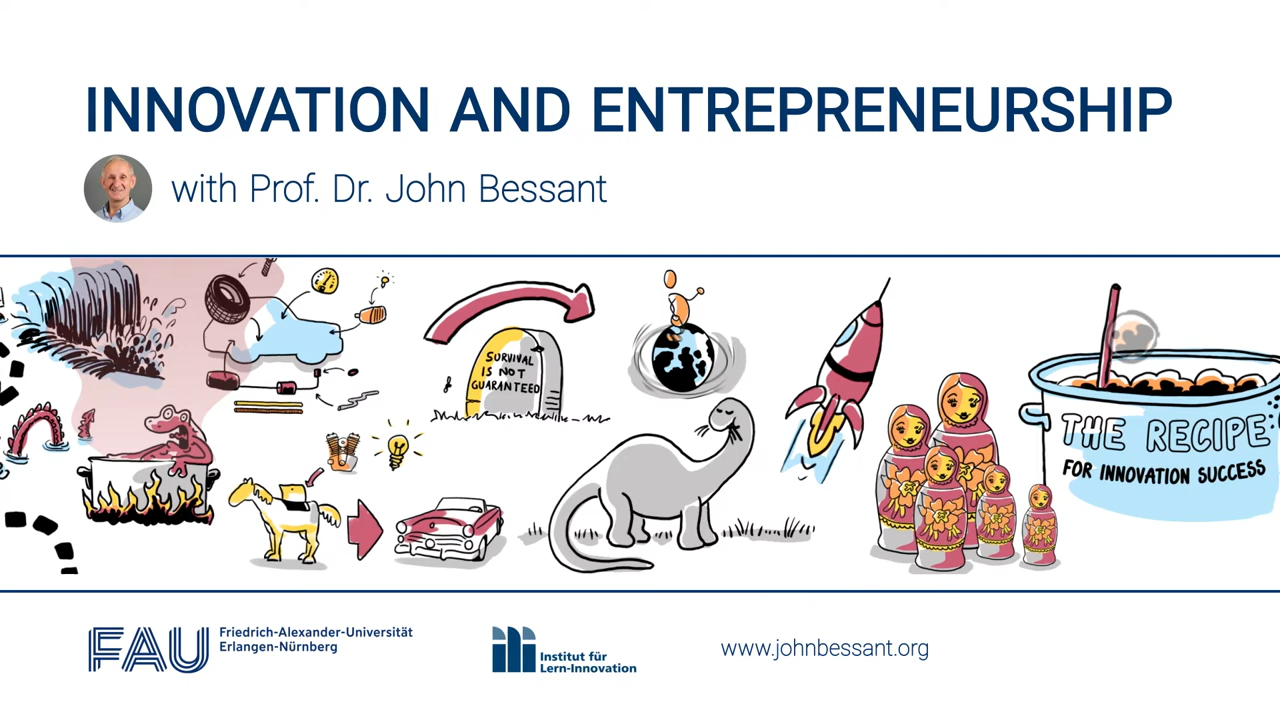 INNOVATION AND ENTREPRENEURSHIP
with Prof. Dr. John Bessant
SURVIVAL
IS NOT
GUARANTEED
THE RECIPE
FOR INNOVATION SUCCESS
FAU
Friedrich-Alexander-Universität
Erlangen-Nürnberg
ili
Institut für
Lern-Innovation
www.johnbessant.org